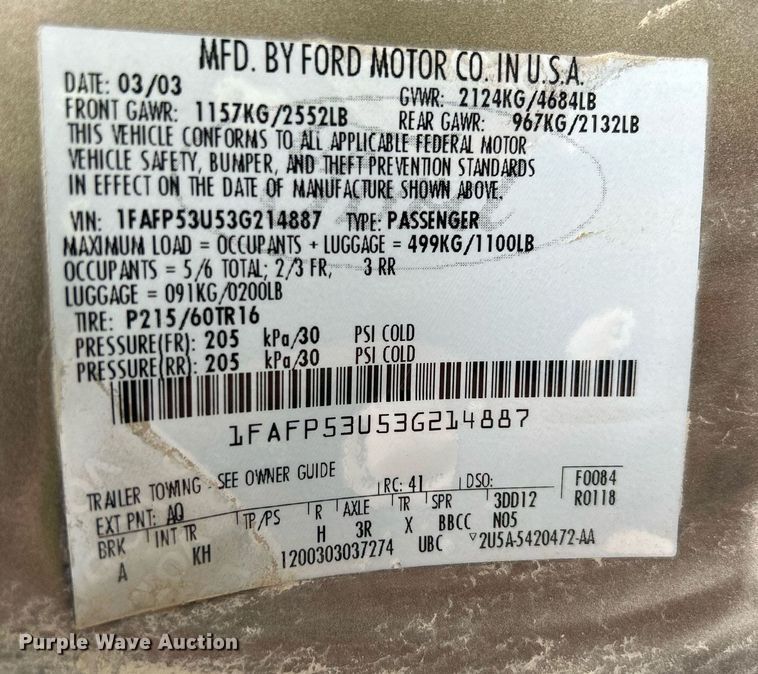 MFD. BY FORD MOTOR CO. IN U.S.A.
DATE: 03/03 GVWR: 2124KG/4684LB
FRONT GAWR: 1157KG/2552LB REAR GAWR: 967KG/2132LB
THIS VEHICLE CONFORMS TO ALL APPLICABLE FEDERAL MOTOR
VEHICLE SAFETY, BUMPER, AND THEFT PREVENTION STANDARDS
IN EFFECT ON THE DATE OF MANUFACTURE SHOWN ABOVE.
VIN: 1FAFP53U53G214887 TYPE: PASSENGER
MAXIMUM LOAD = OCCUPANTS + LUGGAGE = 499KG/1100LB
OCCUPANTS = 5/6 TOTAL; 2/3 FR, 3 RR
LUGGAGE = 091KG/0200LB
TIRE: P215/60TR16
PRESSURE(FR): 205 kPa/30 PSI COLD
PRESSURE(RR): 205 kPa/30 PSI COLD
1FAFP53U53G214887
TRAILER TOWING - SEE OWNER GUIDE RC: 41 DSO: F0084
EXT PNT: AQ R0118
BRK INT TR TP/PS R AXLE TR SPR 3DD12
A KH H 3R X BBCC N05
1200303037274 UBC 2U5A-5420472-AA
Purple Wave Auction